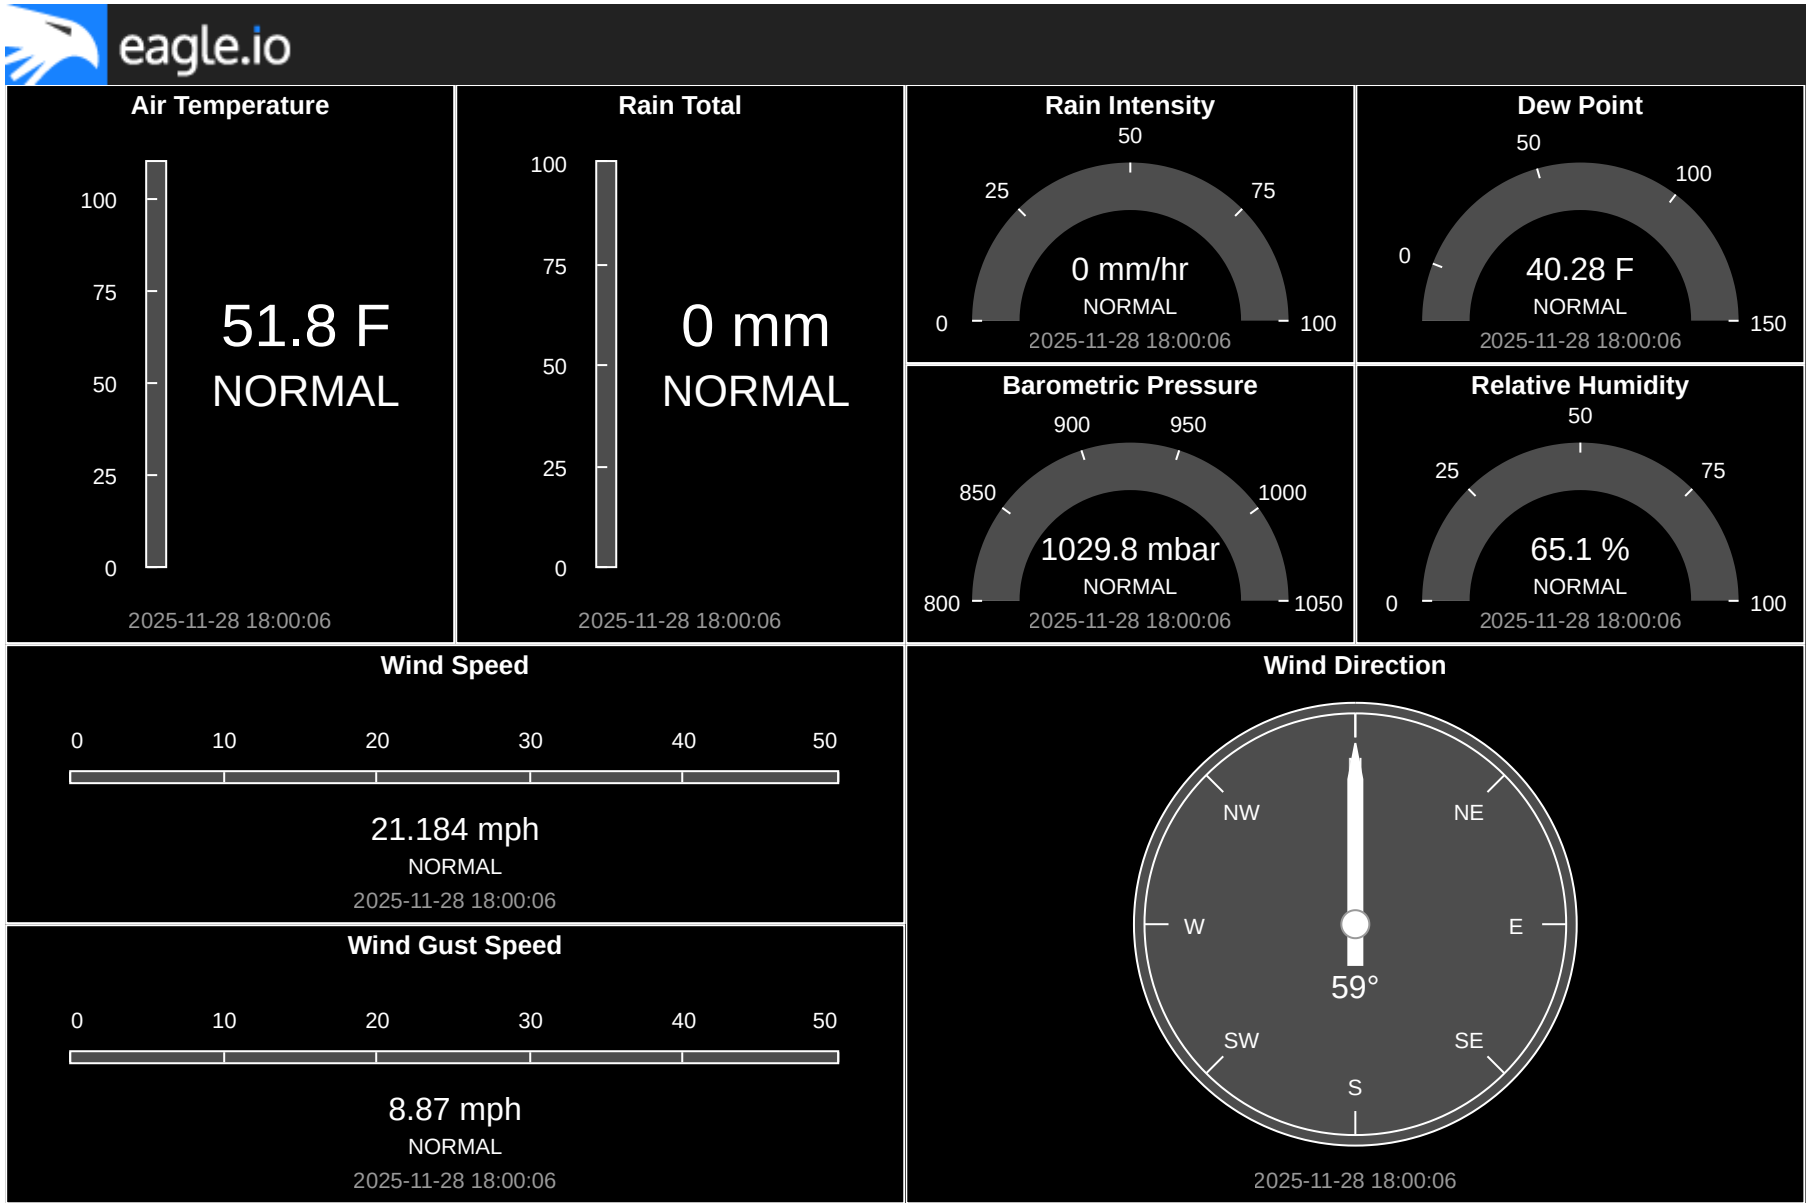 eagle.io
Air Temperature
100
75
50
25
0
51.8 F
NORMAL
2025-11-28 18:00:06
Rain Total
100
75
50
25
0
0 mm
NORMAL
2025-11-28 18:00:06
Rain Intensity
0
25
50
75
100
0 mm/hr
NORMAL
2025-11-28 18:00:06
Dew Point
0
50
100
150
40.28 F
NORMAL
2025-11-28 18:00:06
Barometric Pressure
800
850
900
950
1000
1050
1029.8 mbar
NORMAL
2025-11-28 18:00:06
Relative Humidity
0
25
50
75
100
65.1 %
NORMAL
2025-11-28 18:00:06
Wind Speed
0 10 20 30 40 50
21.184 mph
NORMAL
2025-11-28 18:00:06
Wind Gust Speed
0 10 20 30 40 50
8.87 mph
NORMAL
2025-11-28 18:00:06
Wind Direction
NW NE
W E
59°
SW SE
S
2025-11-28 18:00:06